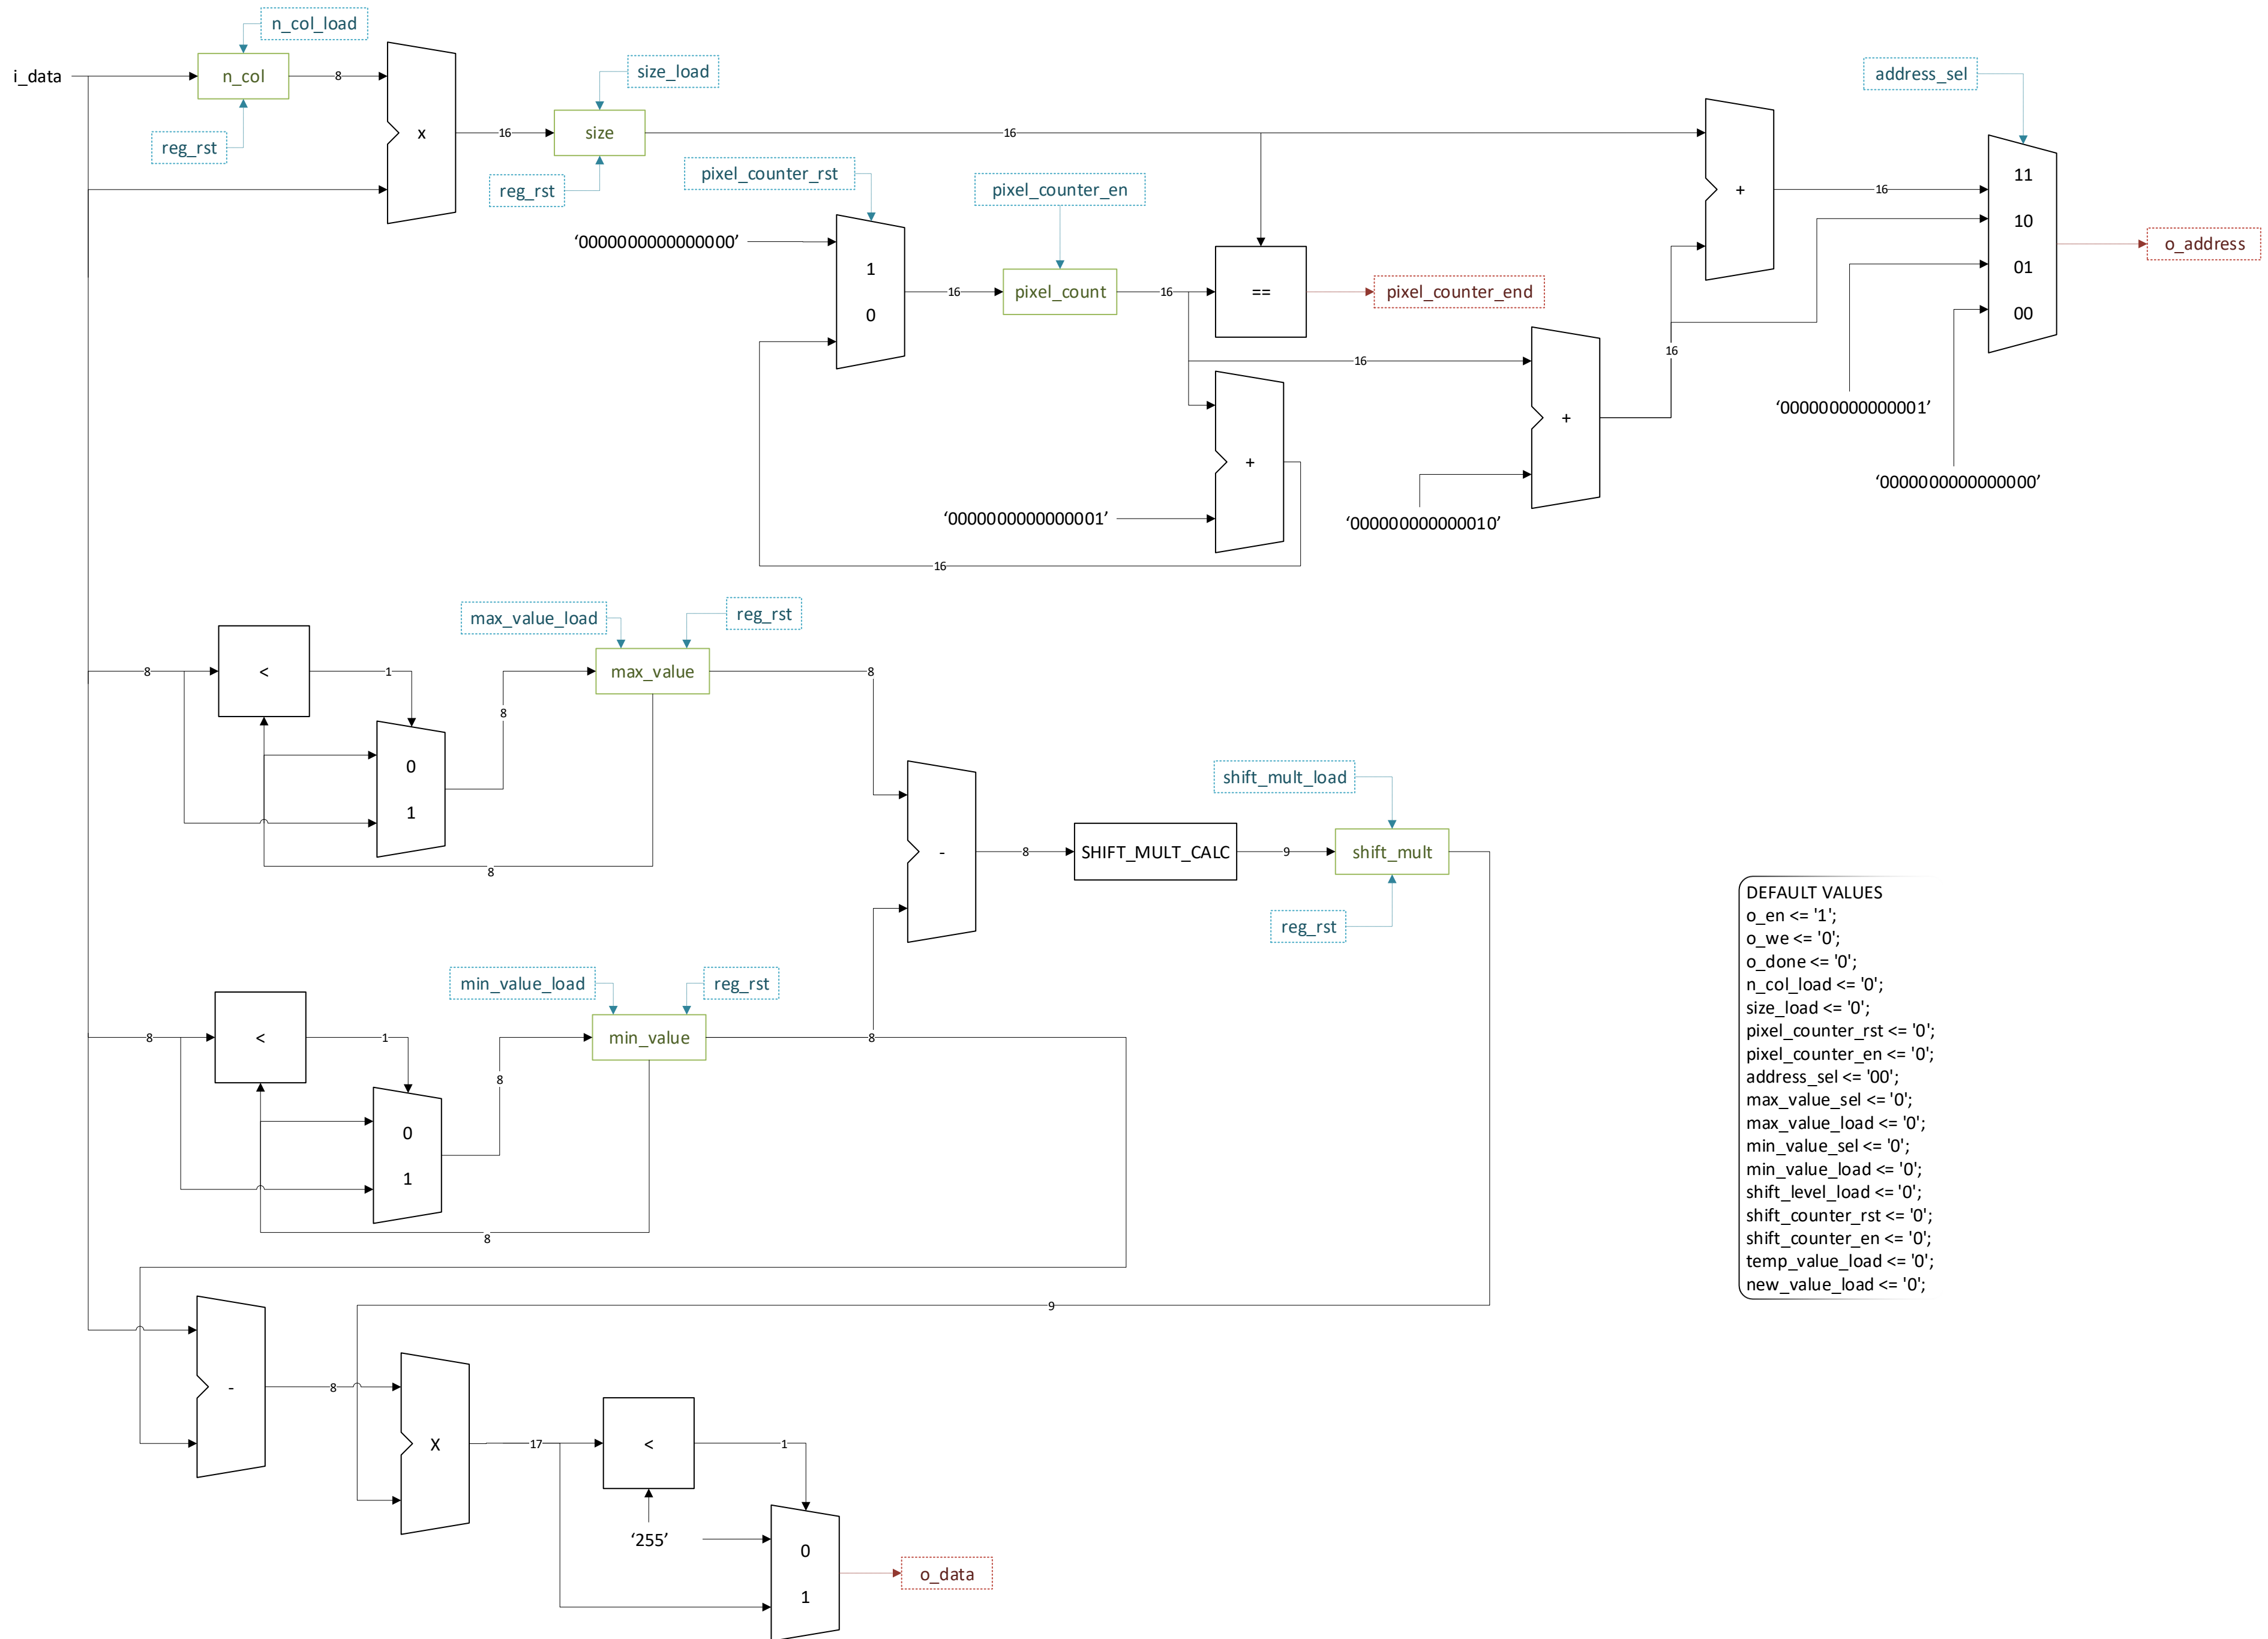 n_col_load
i_data
n_col
8
x
reg_rst
size_load
16
size
16
reg_rst
address_sel
+
16
11
10
01
00
o_address
pixel_counter_rst
pixel_counter_en
‘0000000000000000’
1
0
16
pixel_count
16
==
pixel_counter_end
16
16
+
‘000000000000001’
‘0000000000000000’
+
‘0000000000000001’
‘000000000000010’
16
max_value_load
reg_rst
8
<
1
max_value
8
8
0
1
8
-
8
SHIFT_MULT_CALC
9
shift_mult_load
shift_mult
reg_rst
min_value_load
reg_rst
8
<
1
min_value
8
8
0
1
8
9
-
8
X
17
<
1
‘255’
0
1
o_data
DEFAULT VALUES
o_en <= '1';
o_we <= '0';
o_done <= '0';
n_col_load <= '0';
size_load <= '0';
pixel_counter_rst <= '0';
pixel_counter_en <= '0';
address_sel <= '00';
max_value_sel <= '0';
max_value_load <= '0';
min_value_sel <= '0';
min_value_load <= '0';
shift_level_load <= '0';
shift_counter_rst <= '0';
shift_counter_en <= '0';
temp_value_load <= '0';
new_value_load <= '0';